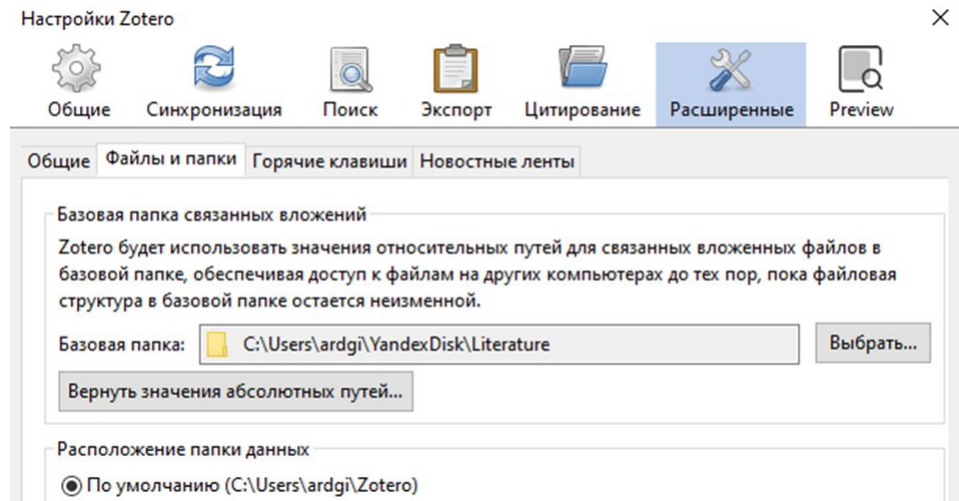 Настройки Zotero
Общие Синхронизация Поиск Экспорт Цитирование Расширенные Preview
Общие Файлы и папки Горячие клавиши Новостные ленты
Базовая папка связанных вложений
Zotero будет использовать значения относительных путей для связанных вложенных файлов в
базовой папке, обеспечивая доступ к файлам на других компьютерах до тех пор, пока файловая
структура в базовой папке остается неизменной.
Базовая папка: C:\Users\ardgi\YandexDisk\Literature Выбрать...
Вернуть значения абсолютных путей...
Расположение папки данных
По умолчанию (C:\Users\ardgi\Zotero)